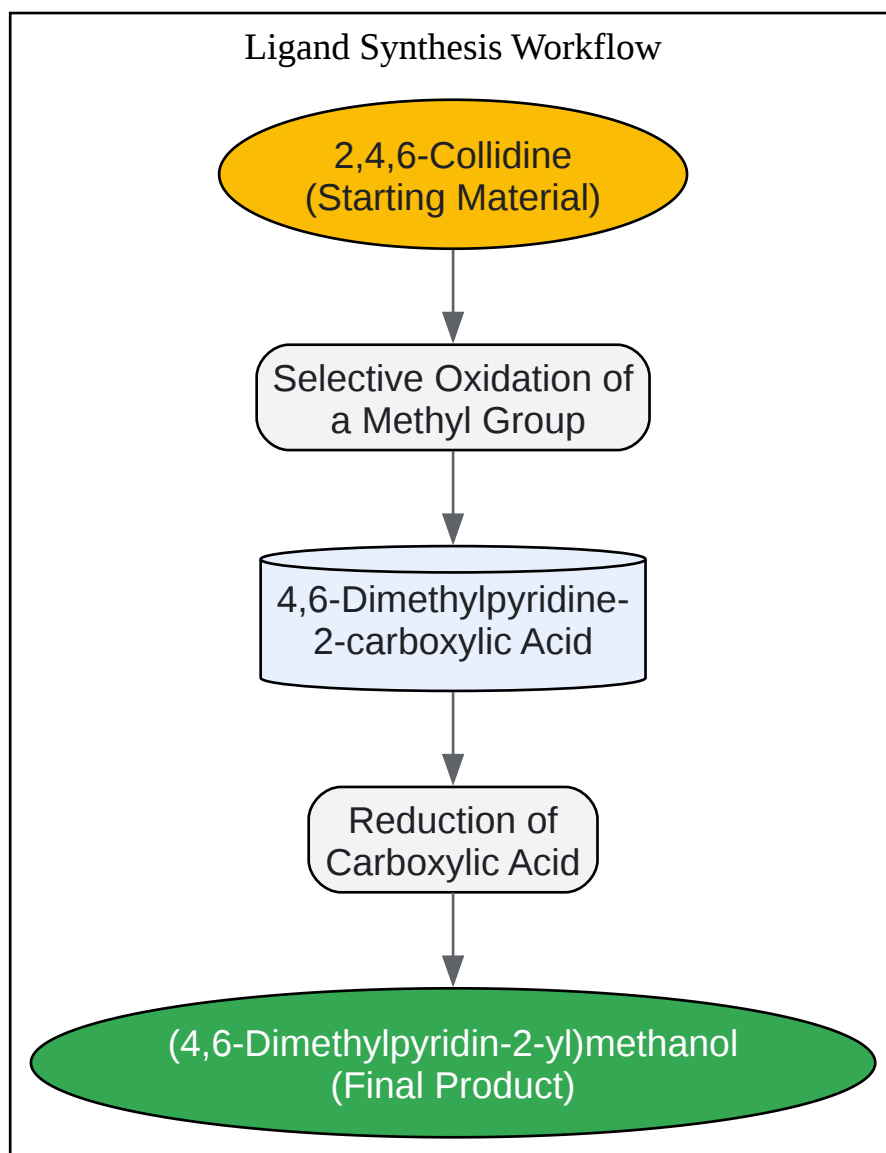 Ligand Synthesis Workflow
2,4,6-Collidine
(Starting Material)
Selective Oxidation of
a Methyl Group
4,6-Dimethylpyridine-
2-carboxylic Acid
Reduction of
Carboxylic Acid
(4,6-Dimethylpyridin-2-yl)methanol
(Final Product)